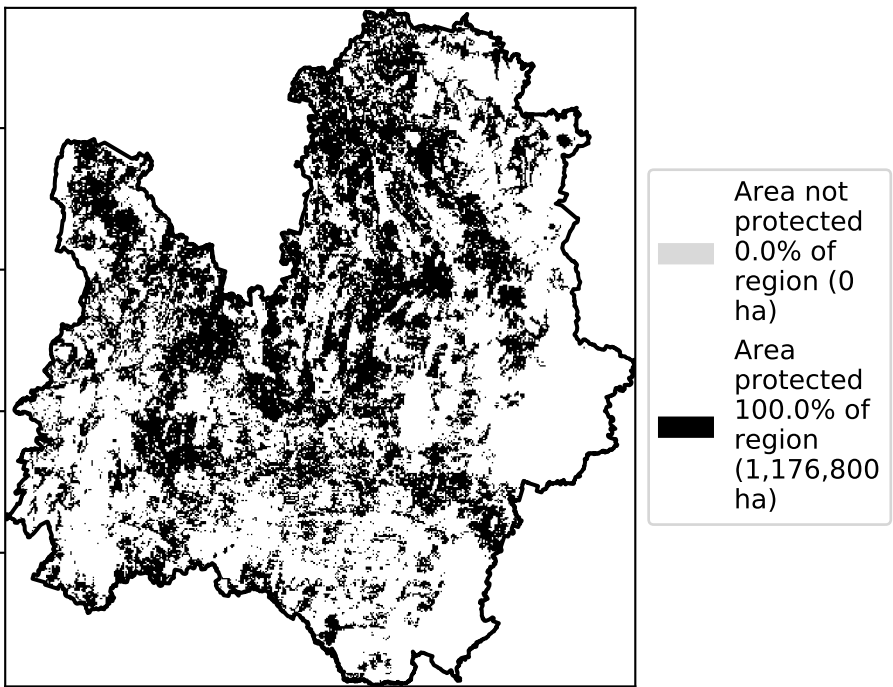 Area not
protected
0.0% of
region (0
ha)
Area
protected
100.0% of
region
(1,176,800
ha)